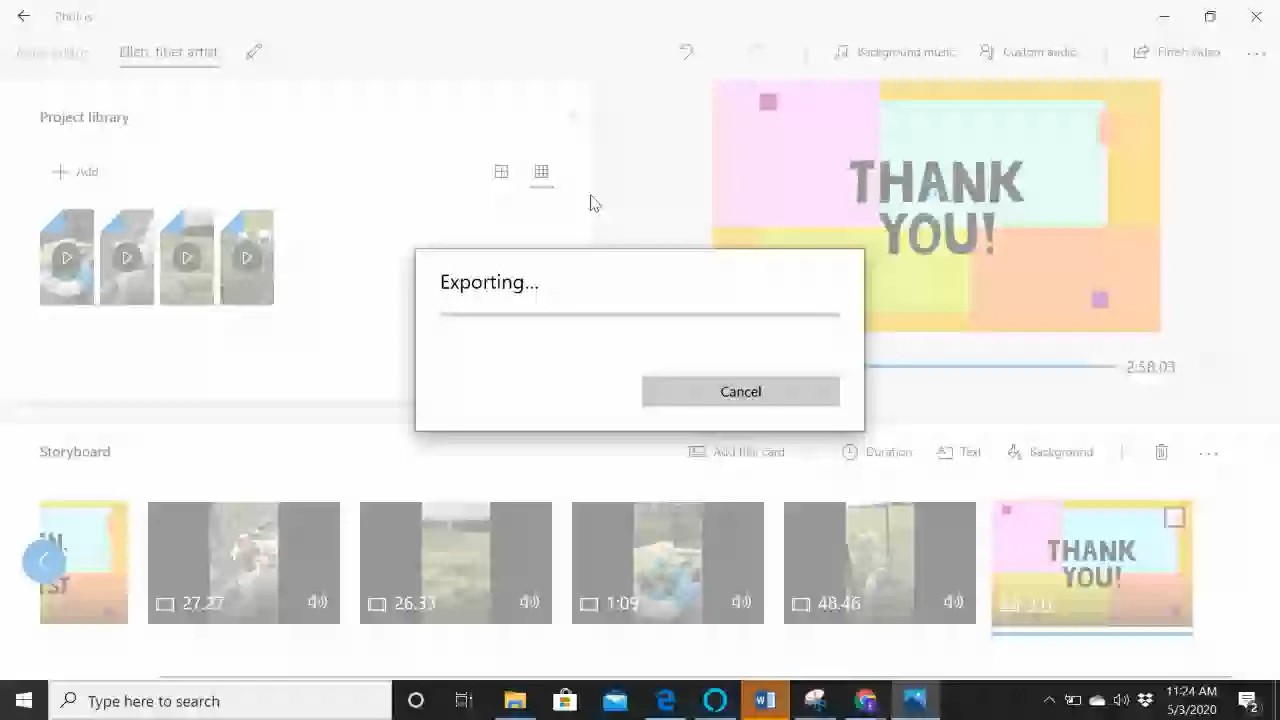 Photos
Ellen, fiber artist
Background music
Custom audio
Finish video
Project library
Add
THANK
YOU!
Exporting...
2:58.03
Cancel
Storyboard
Add title card
Duration
Text
Background
27.27
26.33
1:09
48.46
THANK
YOU!
Type here to search
11:24 AM
5/3/2020
2